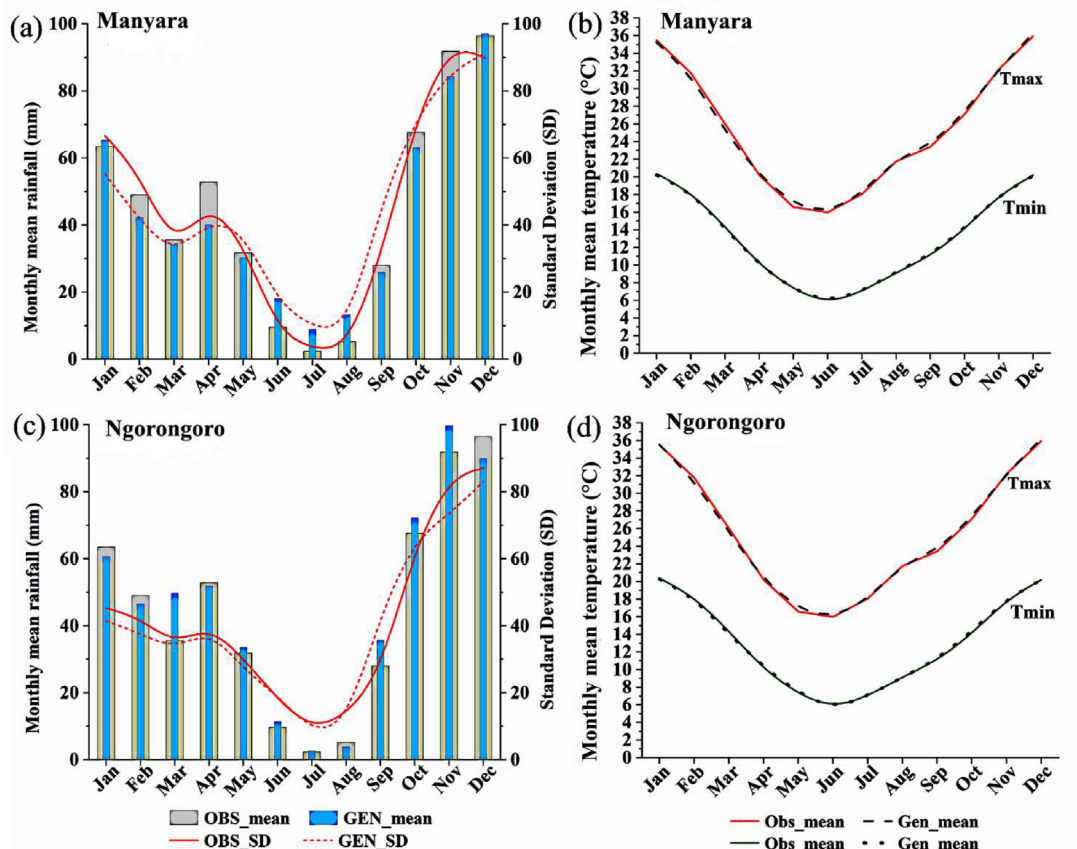 (a) Manyara
Monthly mean rainfall (mm)
100
80
60
40
20
0
100
80
60
40
20
0
Standard Deviation (SD)
Jan Feb Mar Apr May Jun Jul Aug Sep Oct Nov Dec
(b) Manyara
Monthly mean temperature (°C)
36
34
32
30
28
26
24
22
20
18
16
14
12
10
8
6
4
2
0
Tmax
Tmin
Jan Feb Mar Apr May Jun Jul Aug Sep Oct Nov Dec
(c) Ngorongoro
Monthly mean rainfall (mm)
100
80
60
40
20
0
100
80
60
40
20
0
Standard Deviation (SD)
Jan Feb Mar Apr May Jun Jul Aug Sep Oct Nov Dec
OBS_mean GEN_mean
OBS_SD GEN_SD
(d) Ngorongoro
Monthly mean temperature (°C)
38
36
34
32
30
28
26
24
22
20
18
16
14
12
10
8
6
4
2
0
Tmax
Tmin
Jan Feb Mar Apr May Jun Jul Aug Sep Oct Nov Dec
Obs_mean Gen_mean
Obs_mean Gen_mean